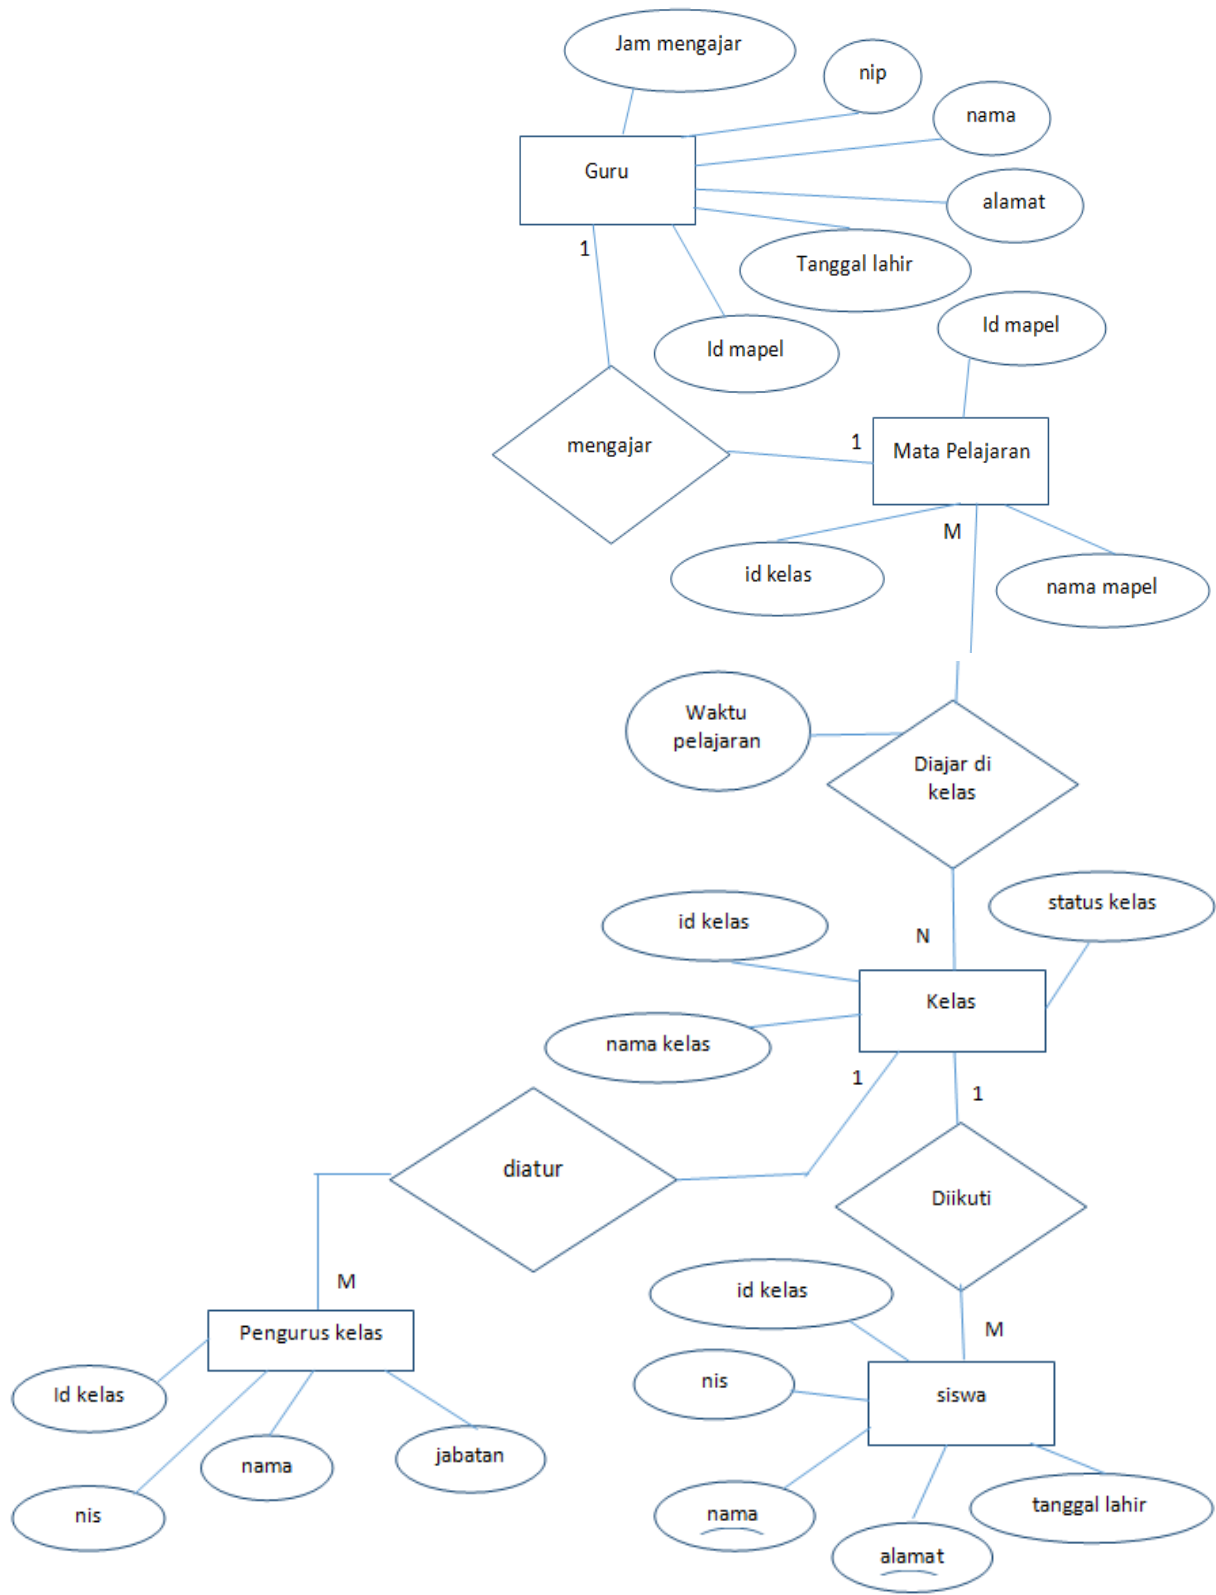 Jam mengajar
nip
nama
Guru
alamat
1
Tanggal lahir
Id mapel
Id mapel
mengajar
1
Mata Pelajaran
M
id kelas
nama mapel
Waktu
pelajaran
Diajar di
kelas
status kelas
id kelas
N
Kelas
nama kelas
1
1
diatur
Diikuti
M
id kelas
M
Pengurus kelas
nis
siswa
Id kelas
jabatan
nama
nis
nama
tanggal lahir
alamat